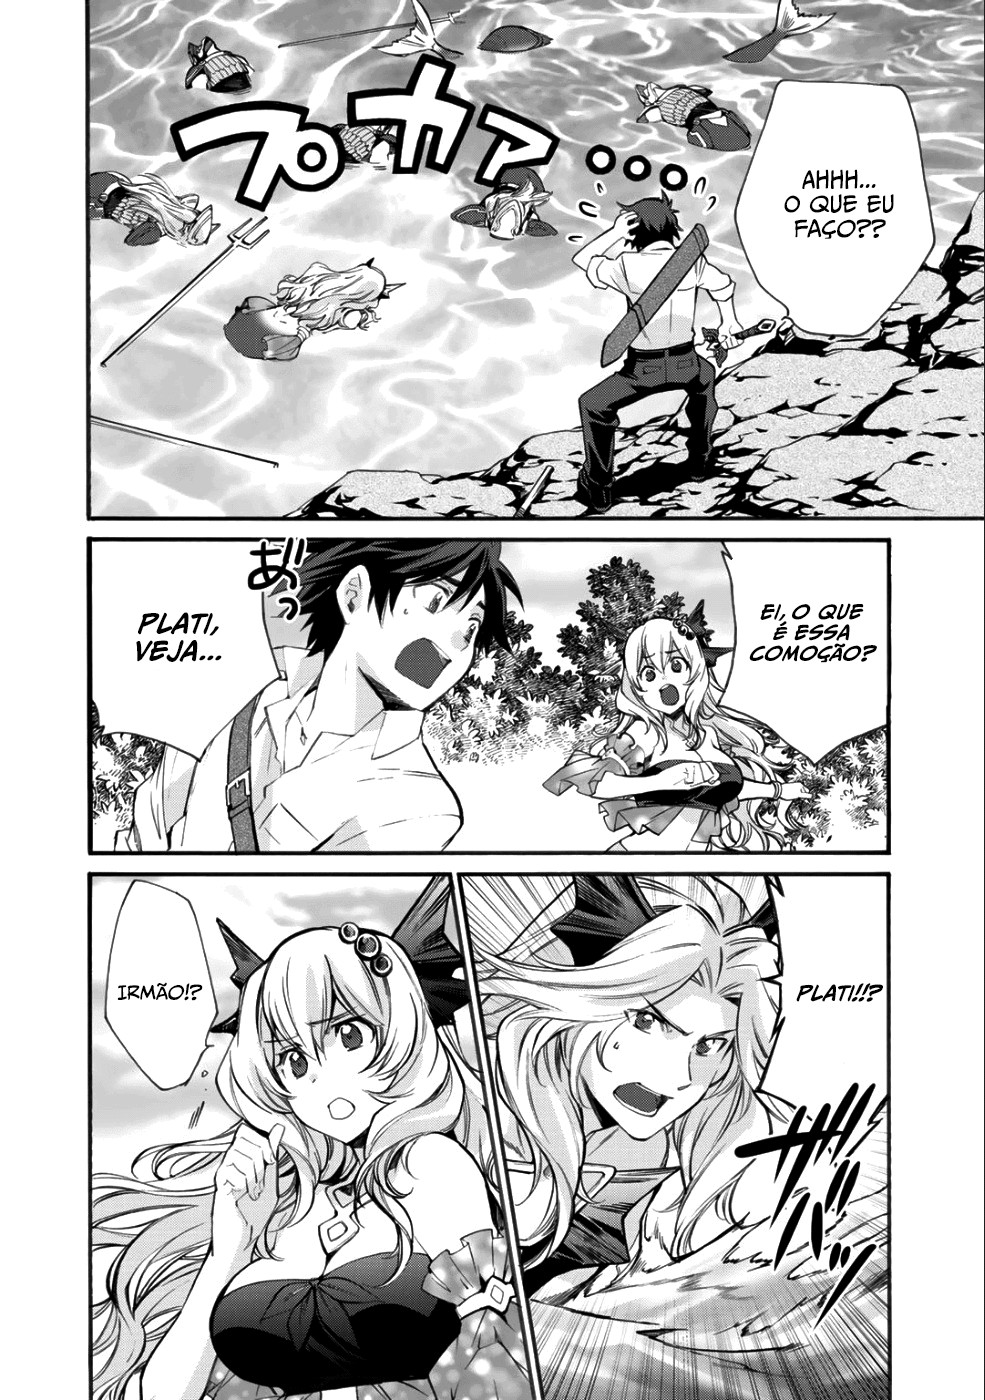 AHHH...
O QUE EU
FAÇO??
プカァ...
EI, O QUE
É ESSA
COMOÇÃO?
あ゛っ
PLATI,
VEJA...
PLATI!!?
ザバッ!!!!
IRMÃO!?